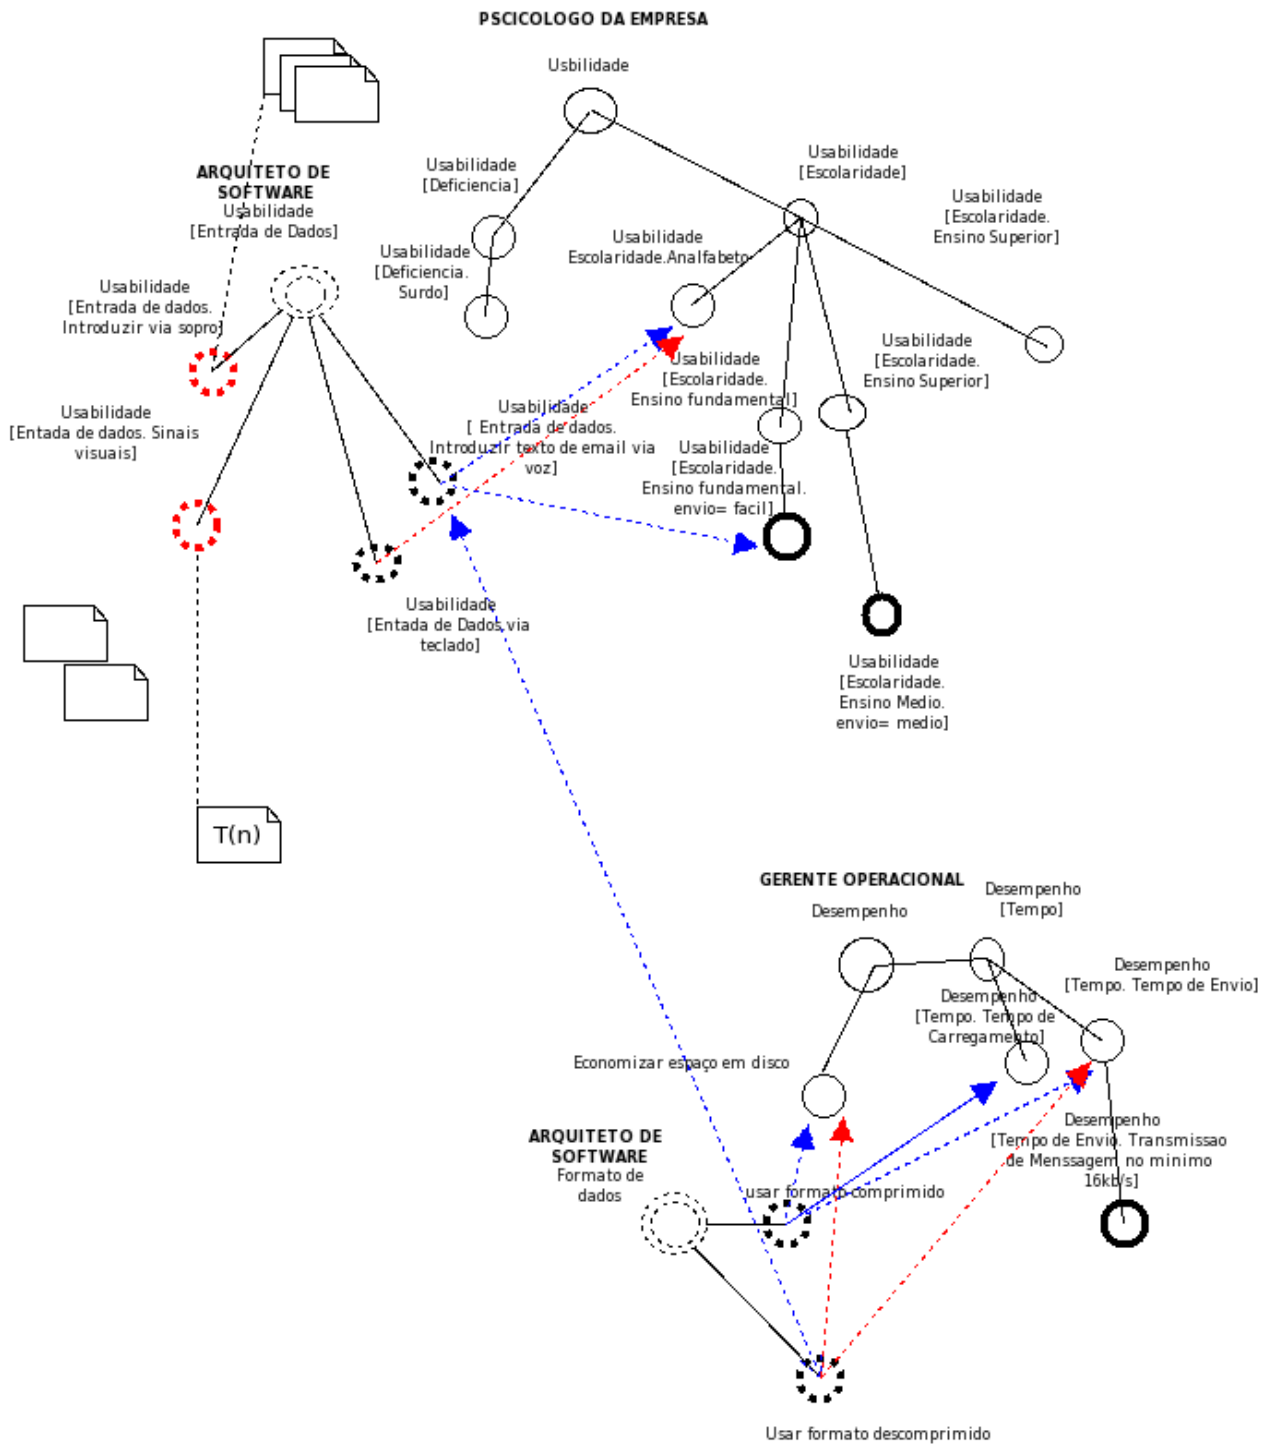 PSCICOLOGO DA EMPRESA
Usbilidade
Usabilidade
[Escolaridade]
Usabilidade
[Deficiencia]
ARQUITETO DE
SOFTWARE
Usabilidade
[Entrada de Dados]
Usabilidade
[Escolaridade.
Ensino Superior]
Usabilidade
Escolaridade.Analfabeto
Usabilidade
[Deficiencia.
Surdo]
Usabilidade
[Entrada de dados.
Introduzir via sopro]
Usabilidade
[Escolaridade.
Ensino Superior]
Usabilidade
[Escolaridade.
Ensino fundamental]
Usabilidade
[Entada de dados. Sinais
visuais]
Usabilidade
[ Entrada de dados.
Introduzir texto de email via
voz]
Usabilidade
[Escolaridade.
Ensino fundamental.
envio= facil]
Usabilidade
[Entada de Dados.via
teclado]
Usabilidade
[Escolaridade.
Ensino Medio.
envio= medio]
T(n)
GERENTE OPERACIONAL
Desempenho
[Tempo]
Desempenho
Desempenho
[Tempo. Tempo de Envio]
Desempenho
[Tempo. Tempo de
Carregamento]
Economizar espaço em disco
Desempenho
[Tempo de Envio. Transmissao
de Menssagem no minimo
16kb/s]
ARQUITETO DE
SOFTWARE
Formato de
dados
usar formato comprimido
Usar formato descomprimido